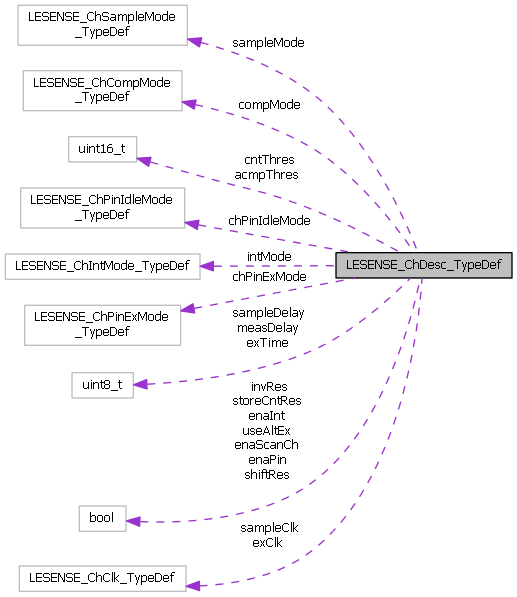 LESENSE_ChSampleMode
_TypeDef
sampleMode
LESENSE_ChCompMode
_TypeDef
compMode
uint16_t
cntThres
acmpThres
LESENSE_ChPinIdleMode
_TypeDef
chPinIdleMode
LESENSE_ChIntMode_TypeDef
intMode
LESENSE_ChDesc_TypeDef
chPinExMode
LESENSE_ChPinExMode
_TypeDef
sampleDelay
measDelay
exTime
uint8_t
invRes
storeCntRes
enaInt
useAltEx
enaScanCh
enaPin
shiftRes
bool
sampleClk
exClk
LESENSE_ChClk_TypeDef